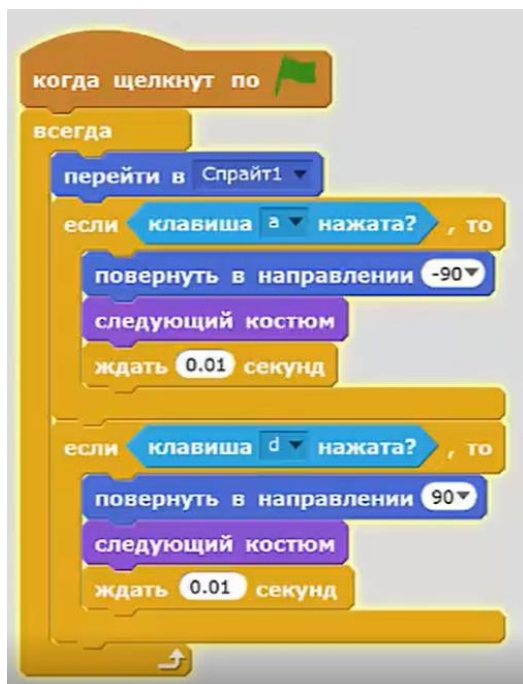 когда щелкнут по
всегда
перейти в Спрайт1
если клавиша a нажата? , то
повернуть в направлении -90
следующий костюм
ждать 0.01 секунд
если клавиша d нажата? , то
повернуть в направлении 90
следующий костюм
ждать 0.01 секунд